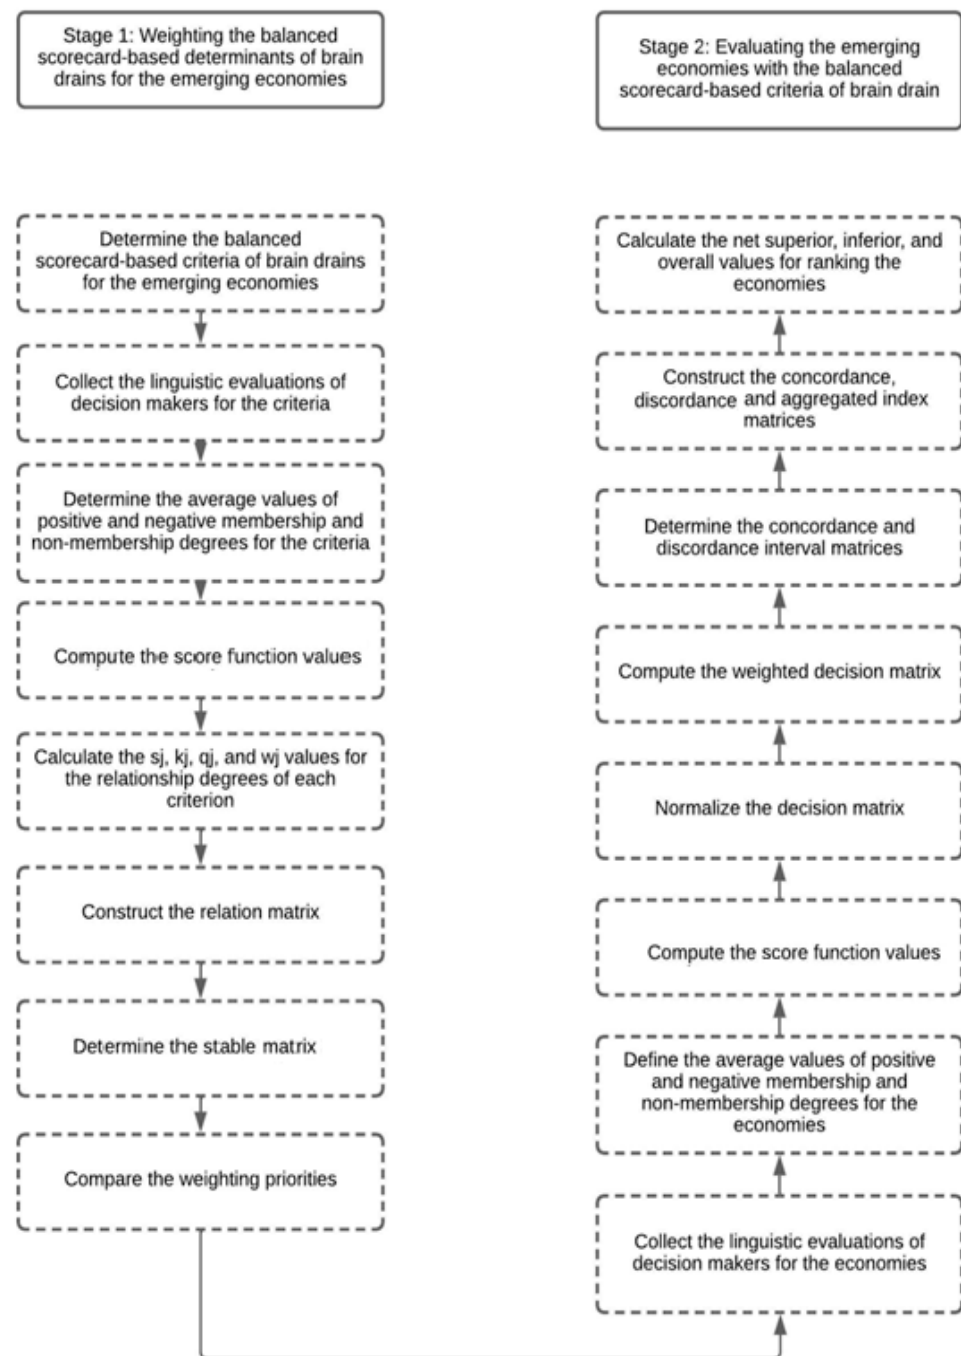 Stage 1: Weighting the balanced
scorecard-based determinants of brain
drains for the emerging economies
Determine the balanced
scorecard-based criteria of brain drains
for the emerging economies
Collect the linguistic evaluations of
decision makers for the criteria
Determine the average values of
positive and negative membership and
non-membership degrees for the criteria
Compute the score function values
Calculate the sj, kj, qj, and wj values for
the relationship degrees of each
criterion
Construct the relation matrix
Determine the stable matrix
Compare the weighting priorities
Stage 2: Evaluating the emerging
economies with the balanced
scorecard-based criteria of brain drain
Calculate the net superior, inferior, and
overall values for ranking the
economies
Construct the concordance,
discordance and aggregated index
matrices
Determine the concordance and
discordance interval matrices
Compute the weighted decision matrix
Normalize the decision matrix
Compute the score function values
Define the average values of positive
and negative membership and
non-membership degrees for the
economies
Collect the linguistic evaluations of
decision makers for the economies